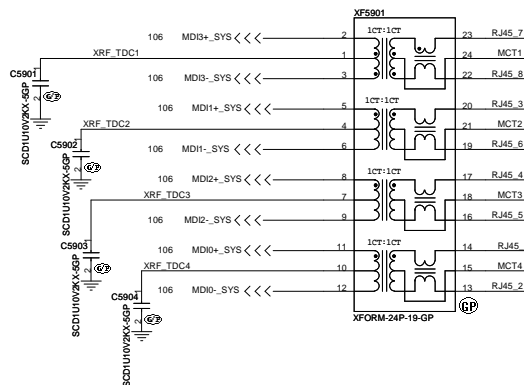 XF5901
1CT:1CT
106 MDI3+_SYS 2 23 RJ45_7
XRF_TDC1 1 24 MCT1
106 MDI3-_SYS 3 22 RJ45_8
C5901
1
2
G/P
SCD1U10V2KX-5GP
1CT:1CT
106 MDI1+_SYS 5 20 RJ45_3
XRF_TDC2 4 21 MCT2
106 MDI1-_SYS 6 19 RJ45_6
C5902
1
2
G/P
SCD1U10V2KX-5GP
1CT:1CT
106 MDI2+_SYS 8 17 RJ45_4
XRF_TDC3 7 18 MCT3
106 MDI2-_SYS 9 16 RJ45_5
C5903
1
2
G/P
SCD1U10V2KX-5GP
1CT:1CT
106 MDI0+_SYS 11 14 RJ45_
XRF_TDC4 10 15 MCT4
106 MDI0-_SYS 12 13 RJ45_2
C5904
1
2
G/P
SCD1U10V2KX-5GP
GP
XFORM-24P-19-GP